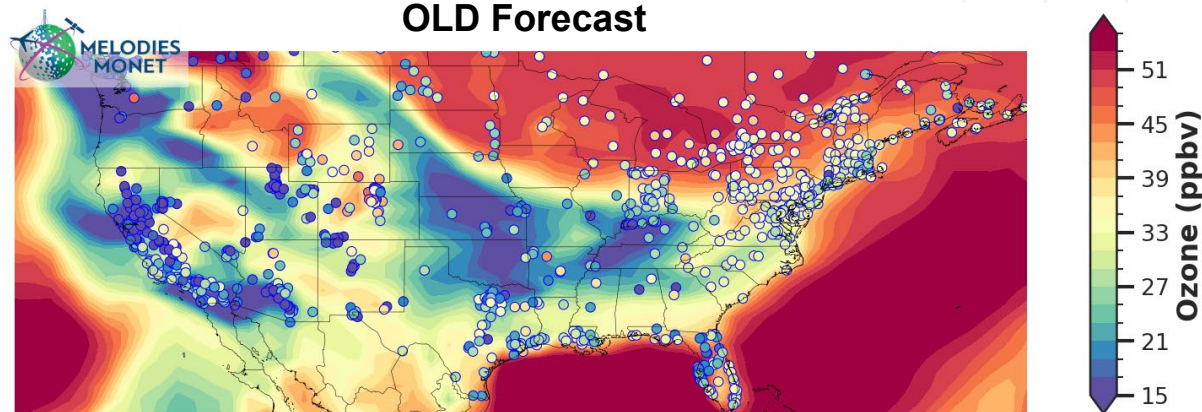 OLD Forecast
MELODIES
MONET
51
45
39
33
27
21
15
Ozone (ppbv)